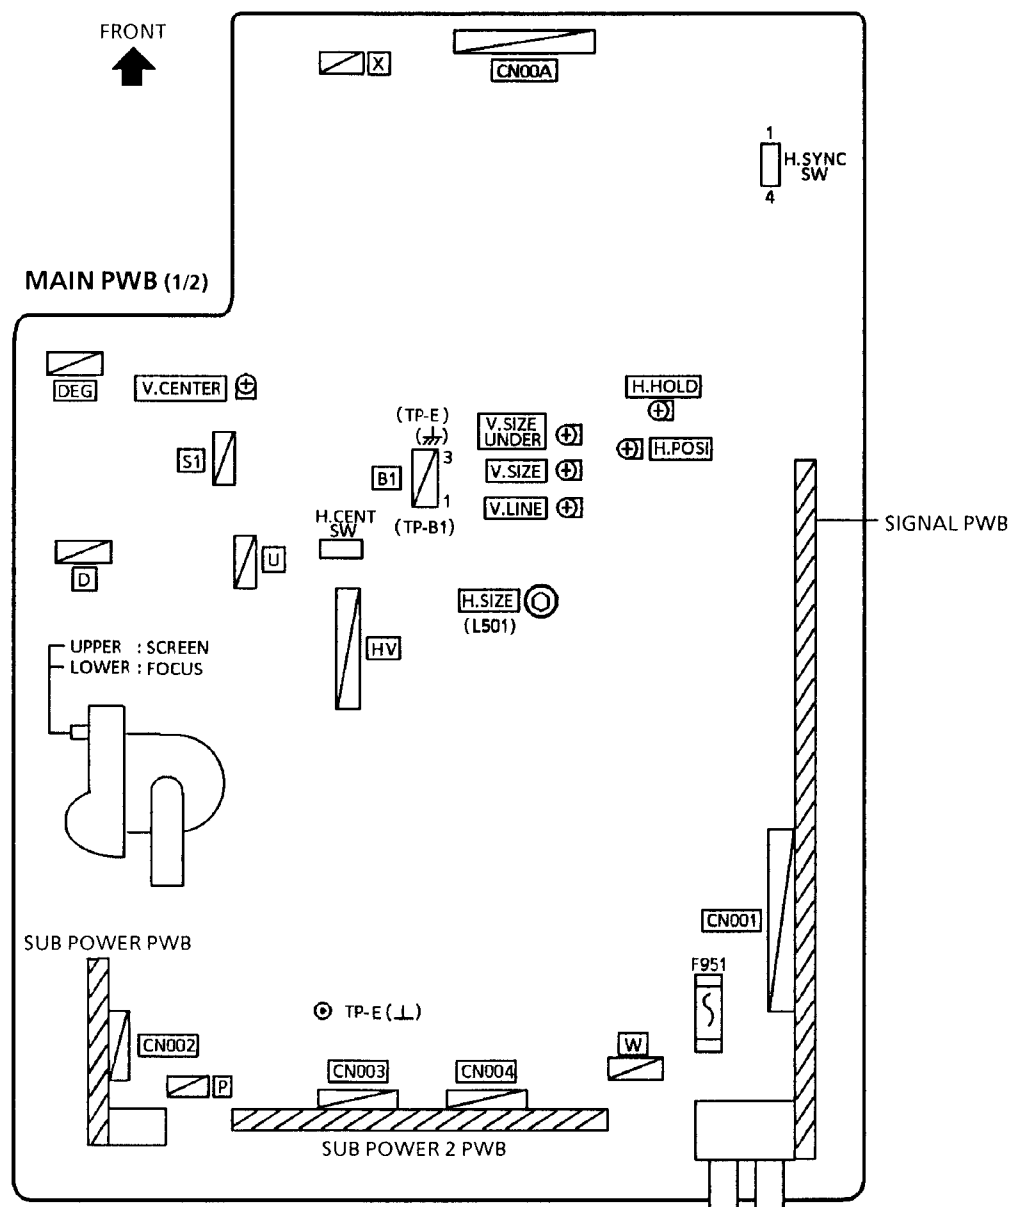 FRONT
X
CN00A
1
H.SYNC
SW
4
MAIN PWB (1/2)
DEG
V.CENTER
H.HOLD
(TP-E)
V.SIZE
UNDER
H.POSI
S1
3
B1
V.SIZE
1
V.LINE
H.CENT
SW
(TP-B1)
SIGNAL PWB
D
U
H.SIZE
(L501)
HV
UPPER : SCREEN
LOWER : FOCUS
CN001
SUB POWER PWB
F951
TP-E (⊥)
CN002
W
CN003
CN004
P
SUB POWER 2 PWB